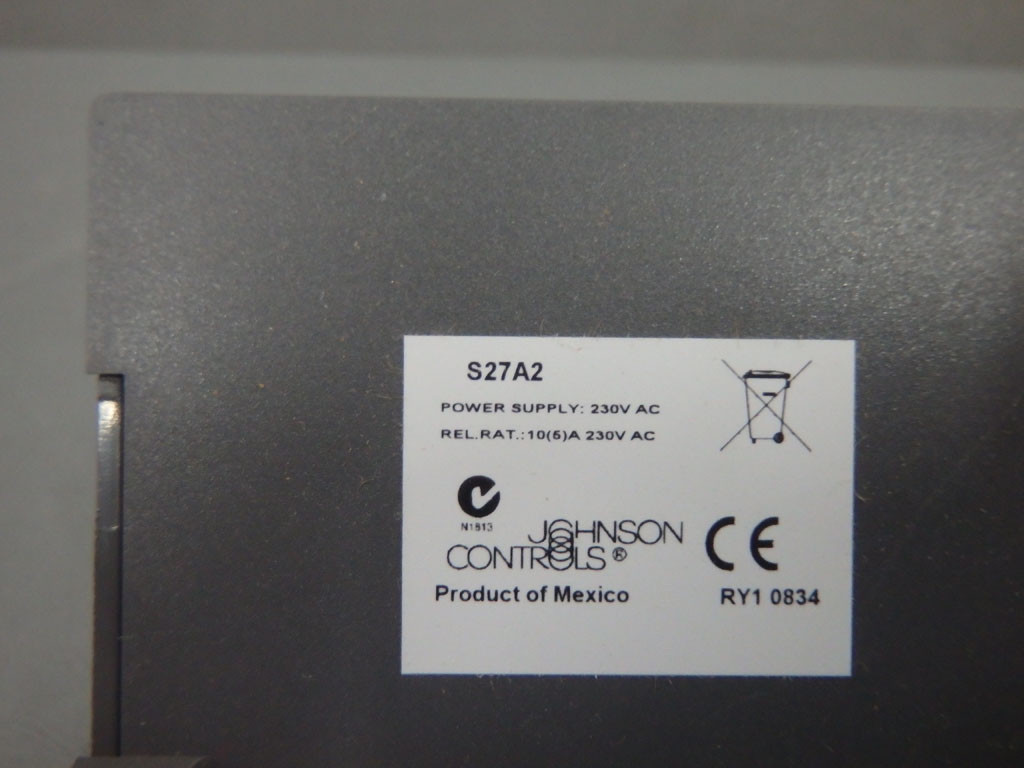 S27A2
POWER SUPPLY: 230V AC
REL.RAT.:10(5)A 230V AC
N1813
JOHNSON
CONTROLS®
CE
Product of Mexico
RY1 0834